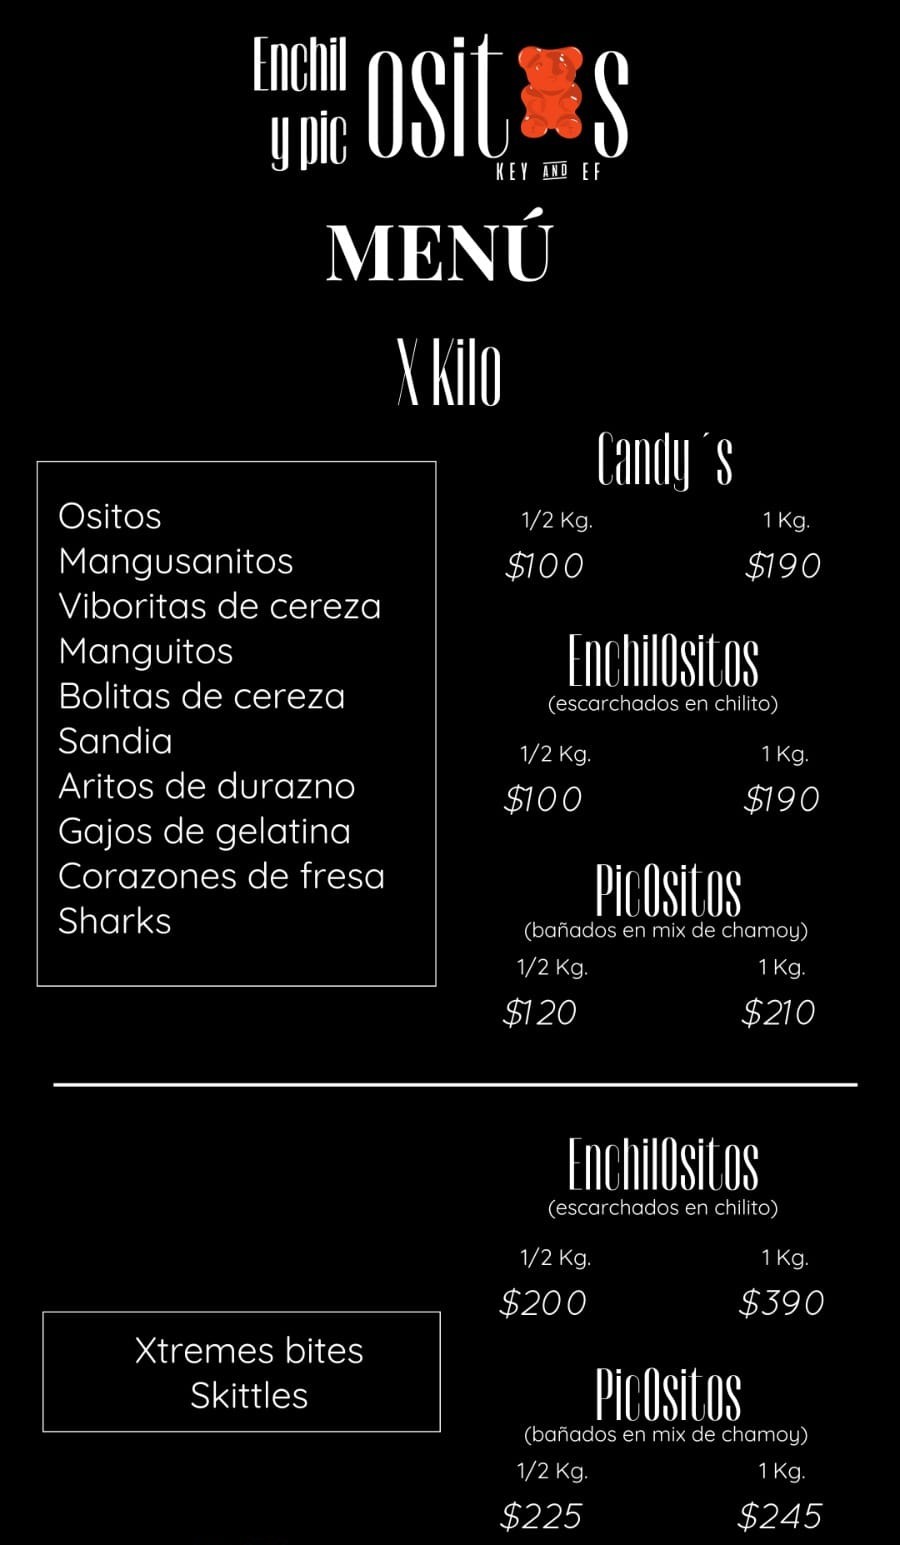 Enchil
y pic
ositos
KEY AND EF
MENÚ
X Kilo
Ositos
Mangusanitos
Viboritas de cereza
Manguitos
Bolitas de cereza
Sandia
Aritos de durazno
Gajos de gelatina
Corazones de fresa
Sharks
Candy´s
1/2 Kg. 1 Kg.
$100 $190
EnchilOsitos
(escarchados en chilito)
1/2 Kg. 1 Kg.
$100 $190
PicOsitos
(bañados en mix de chamoy)
1/2 Kg. 1 Kg.
$120 $210
Xtremes bites
Skittles
EnchilOsitos
(escarchados en chilito)
1/2 Kg. 1 Kg.
$200 $390
PicOsitos
(bañados en mix de chamoy)
1/2 Kg. 1 Kg.
$225 $245